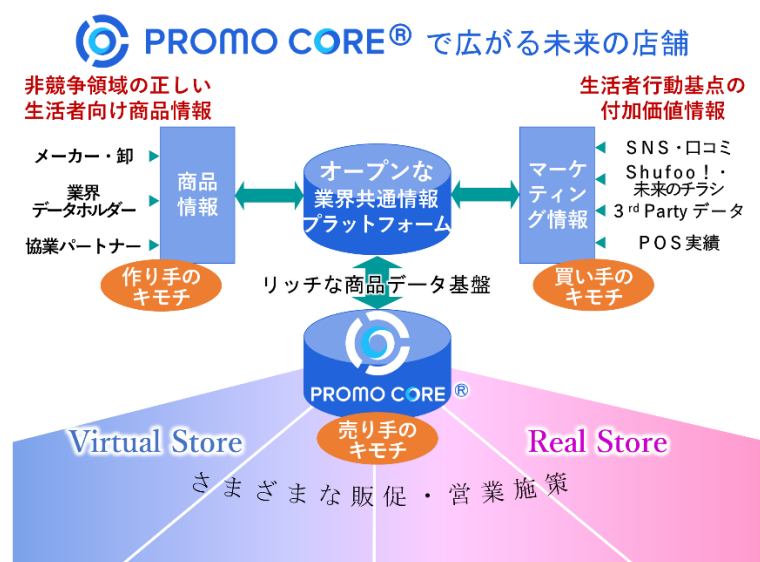 PROMO CORE®で広がる未来の店舗
非競争領域の正しい
生活者向け商品情報
生活者行動基点の
付加価値情報
メーカー・卸
業界
データホルダー
協業パートナー
商品
情報
作り手の
キモチ
オープンな
業界共通情報
プラットフォーム
マーケ
ティン
グ情報
ＳＮＳ・口コミ
Ｓｈｕｆｏｏ！・
未来のチラシ
３ｒｄ Party データ
ＰＯＳ実績
買い手の
キモチ
リッチな商品データ基盤
PROMO CORE®
売り手の
キモチ
Virtual Store
Real Store
さまざまな販促・営業施策